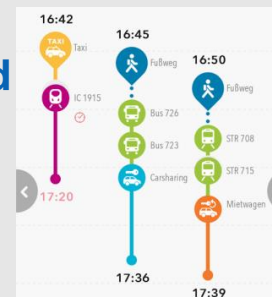 d
16:42
TAXI
Taxi
IC 1915
17:20
16:45
Fußweg
Bus 726
Bus 723
Carsharing
17:36
16:50
Fußweg
STR 708
STR 715
Mietwagen
17:39